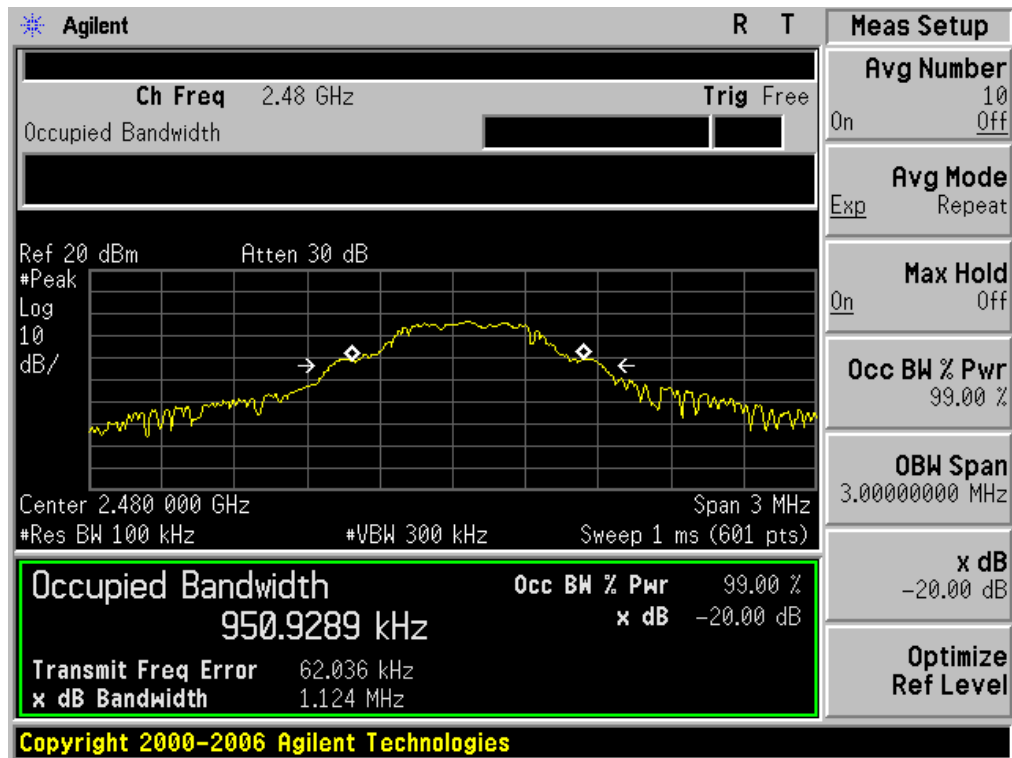 Agilent R T Meas Setup
Avg Number
10
On Off
Ch Freq 2.48 GHz Trig Free
Occupied Bandwidth
Avg Mode
Exp Repeat
Ref 20 dBm Atten 30 dB
#Peak
Log
10
dB/
Max Hold
On Off
Occ BW % Pwr
99.00 %
OBW Span
3.00000000 MHz
Center 2.480 000 GHz Span 3 MHz
#Res BW 100 kHz #VBW 300 kHz Sweep 1 ms (601 pts)
x dB
-20.00 dB
Occupied Bandwidth Occ BW % Pwr 99.00 %
950.9289 kHz x dB -20.00 dB
Transmit Freq Error 62.036 kHz
x dB Bandwidth 1.124 MHz
Optimize
Ref Level
Copyright 2000-2006 Agilent Technologies